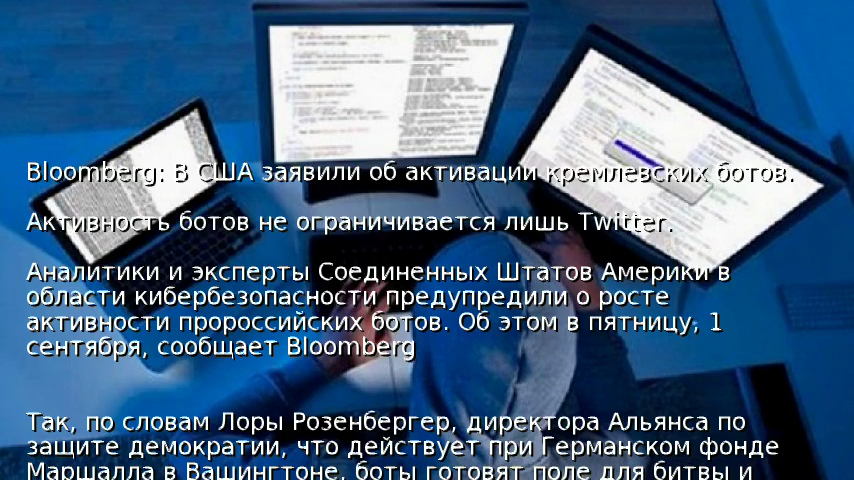 Bloomberg: В США заявили об активации кремлевских ботов.
Активность ботов не ограничивается лишь Twitter.
Аналитики и эксперты Соединенных Штатов Америки в
области кибербезопасности предупредили о росте
активности пророссийских ботов. Об этом в пятницу, 1
сентября, сообщает Bloomberg
Так, по словам Лоры Розенбергер, директора Альянса по
защите демократии, что действует при Германском фонде
Маршалла в Вашингтоне, боты готовят поле для битвы и